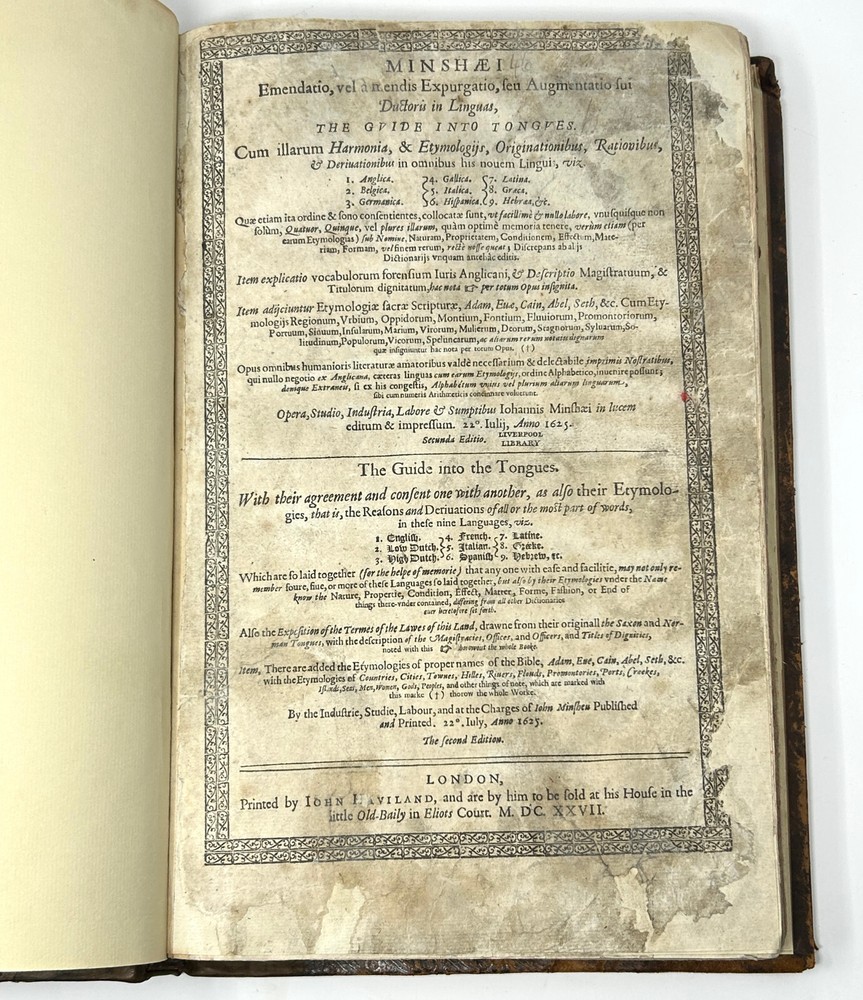 MINSHÆI
Emendatio, vel à mendis Expurgatio, ſeu Augmentatio ſui
Ductoris in Linguas,
THE GVIDE INTO TONGVES.
Cum illarum Harmonia, & Etymologijs, Originationibus, Rationibus,
& Deriuationibus in omnibus his nouem Linguis, viz.
1. Anglica. 4. Gallica. 7. Latina.
2. Belgica. 5. Italica. 8. Græca.
3. Germanica. 6. Hiſpanica. 9. Hebræa, &c.
Quæ etiam ita ordine & ſono conſentientes, collocatæ ſunt, vt facillimè & nullo labore, vnuſquiſque non
ſolùm, Quatuor, Quinque, vel plures illarum, quàm optimè memoria tenere, verùm etiam (per
earum Etymologias) ſub Nomine, Naturam, Proprietatem, Conditionem, Effectum, Mate-
riam, Formam, vel finem rerum, rectè noſſe queat; Diſcrepans ab alijs
Dictionarijs vnquam antehàc editis.
Item explicatio vocabulorum forenſium Iuris Anglicani, & Deſcriptio Magiſtratuum, &
Titulorum dignitatum, hac nota ☞ per totum Opus inſignita.
Item adijciuntur Etymologiæ ſacræ Scripturæ, Adam, Euæ, Cain, Abel, Seth, &c. Cum Ety-
mologijs Regionum, Vrbium, Oppidorum, Montium, Fontium, Fluuiorum, Promontoriorum,
Portuum, Sinuum, Inſularum, Marium, Virorum, Mulierum, Deorum, Stagnorum, Syluarum, So-
litudinum, Populorum, Vicorum, Speluncarum, ac aliarum rerum notatu dignarum
quæ inſigniuntur hac nota per totum Opus. (†)
Opus omnibus humanioris literaturæ amatoribus valdè neceſſarium & delectabile, imprimis Noſtratibus,
qui nullo negotio ex Anglicana, cæteras linguas cum earum Etymologijs, ordine Alphabetico, inuenire poſſunt;
denique Extraneis, ſi ex his congeſtis, Alphabetum vnius vel plurium aliarum linguarum,
ſibi cum numeris Arithmeticis concinnare voluerint.
Opera, Studio, Induſtria, Labore & Sumptibus Iohannis Minſhæi in lucem
editum & impreſſum. 22º. Iulij, Anno 1625.
Secunda Editio. LIVERPOOL
LIBRARY
The Guide into the Tongues.
With their agreement and conſent one with another, as alſo their Etymolo-
gies, that is, the Reaſons and Deriuations of all or the moſt part of words,
in theſe nine Languages, viz.
1. Engliſh. 4. French. 7. Latine.
2. Low Dutch. 5. Italian. 8. Greeke.
3. High Dutch. 6. Spaniſh 9. Hebrew, &c.
Which are ſo laid together (for the helpe of memorie) that any one with eaſe and facilitie, may not only re-
member foure, fiue, or more of theſe Languages ſo laid together, but alſo by their Etymologies vnder the Name
know the Nature, Propertie, Condition, Effect, Matter, Forme, Faſhion, or End of
things there-vnder contained, differing from all other Dictionaries
euer heretofore ſet forth.
Alſo the Expoſition of the Termes of the Lawes of this Land, drawne from their originall the Saxon and Nor-
man Tongues, with the deſcription of the Magiſtracies, Offices, and Officers, and Titles of Dignities,
noted with this ☞ thorowout the whole Booke.
Item, There are added the Etymologies of proper names of the Bible, Adam, Eue, Cain, Abel, Seth, &c.
with the Etymologies of Countries, Cities, Townes, Hilles, Riuers, Flouds, Promontories, Ports, Creekes,
Iſlands, Seas, Men, Women, Gods, Peoples, and other things of note, which are marked with
this marke (†) thorow the whole Worke.
By the Induſtrie, Studie, Labour, and at the Charges of Iohn Minſheu Publiſhed
and Printed. 22º. Iuly, Anno 1625.
The ſecond Edition.
LONDON,
Printed by IOHN HAVILAND, and are by him to be ſold at his Houſe in the
little Old-Baily in Eliots Court. M. DC. XXVII.